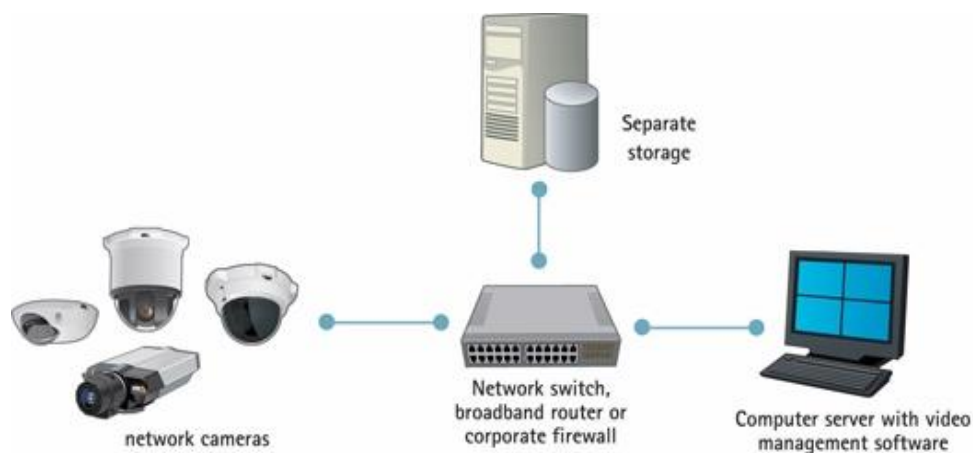 Separate
storage
network cameras
Network switch,
broadband router or
corporate firewall
Computer server with video
management software